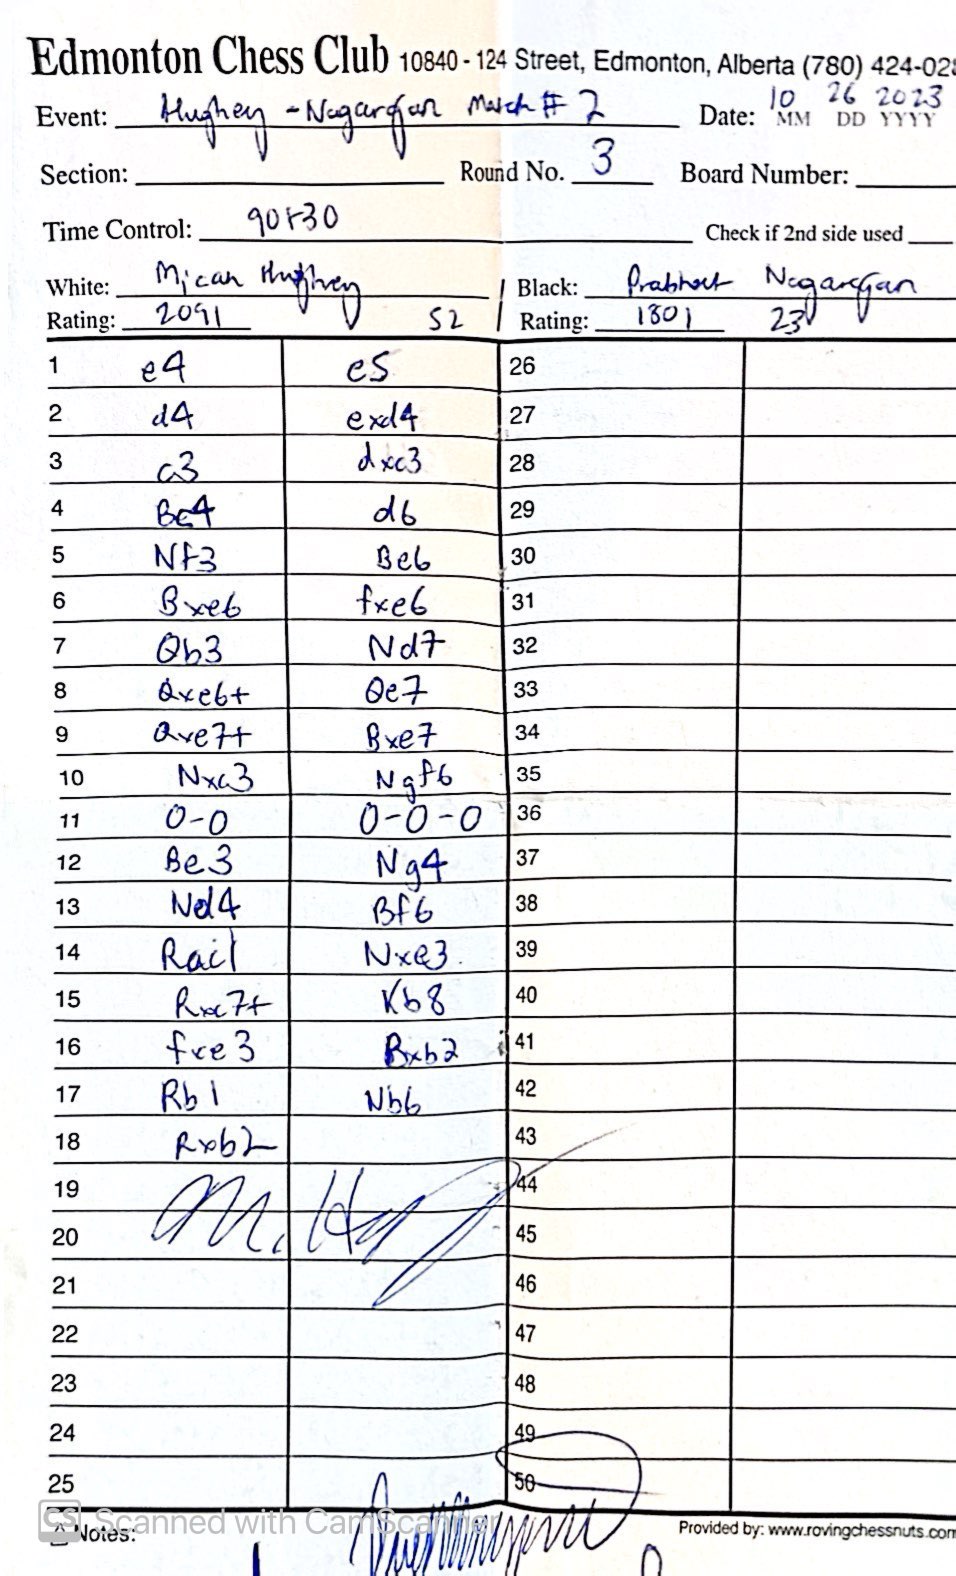 Edmonton Chess Club 10840 - 124 Street, Edmonton, Alberta (780) 424-02
Event: Hughey - Nagarajan Match # 2 Date: 10 26 2023
MM DD YYYY
Section: Round No. 3 Board Number:
Time Control: 90+30 Check if 2nd side used
White: Micah Hughey Black: Nagarajan
Rating: 2091 52 Rating: 1801 23
1 e4 e5 26
2 d4 exd4 27
3 c3 dxc3 28
4 Bc4 d6 29
5 Nf3 Be6 30
6 Bxe6 fxe6 31
7 Qb3 Nd7 32
8 Qxe6+ Qe7 33
9 Qxe7+ Bxe7 34
10 Nxc3 Ngf6 35
11 0-0 0-0-0 36
12 Be3 Ng4 37
13 Nd4 Bf6 38
14 Rac1 Nxe3 39
15 Rxc7+ Kb8 40
16 fxe3 Bxb2 41
17 Rb1 Nb6 42
18 Rxb2 43
19 44
20 M. 45
21 46
22 47
23 48
24 49
25 50
CS Scanned with CamScanner
Notes: Provided by: www.rovingchessnuts.com